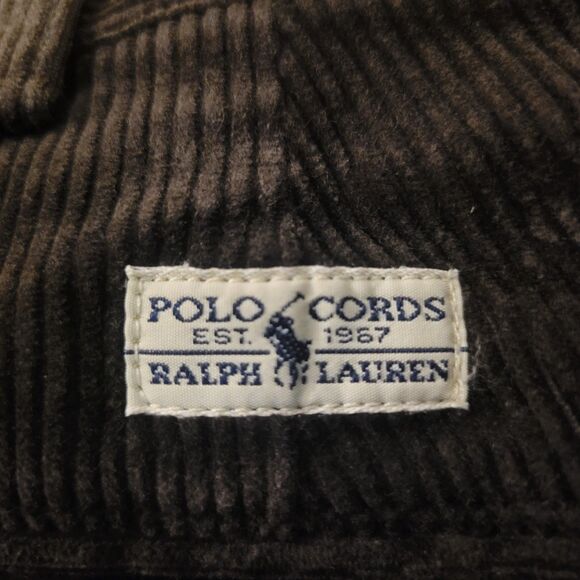 POLO CORDS
EST. 1967
RALPH LAUREN